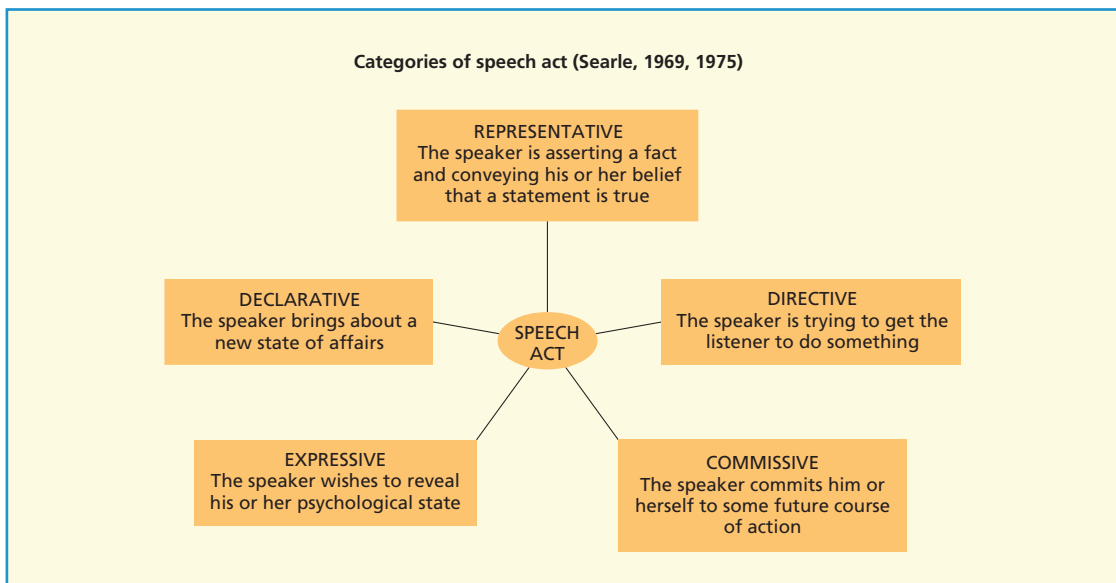 Categories of speech act (Searle, 1969, 1975)
REPRESENTATIVE
The speaker is asserting a fact
and conveying his or her belief
that a statement is true
DECLARATIVE
The speaker brings about a
new state of affairs
DIRECTIVE
The speaker is trying to get the
listener to do something
SPEECH
ACT
EXPRESSIVE
The speaker wishes to reveal
his or her psychological state
COMMISSIVE
The speaker commits him or
herself to some future course
of action